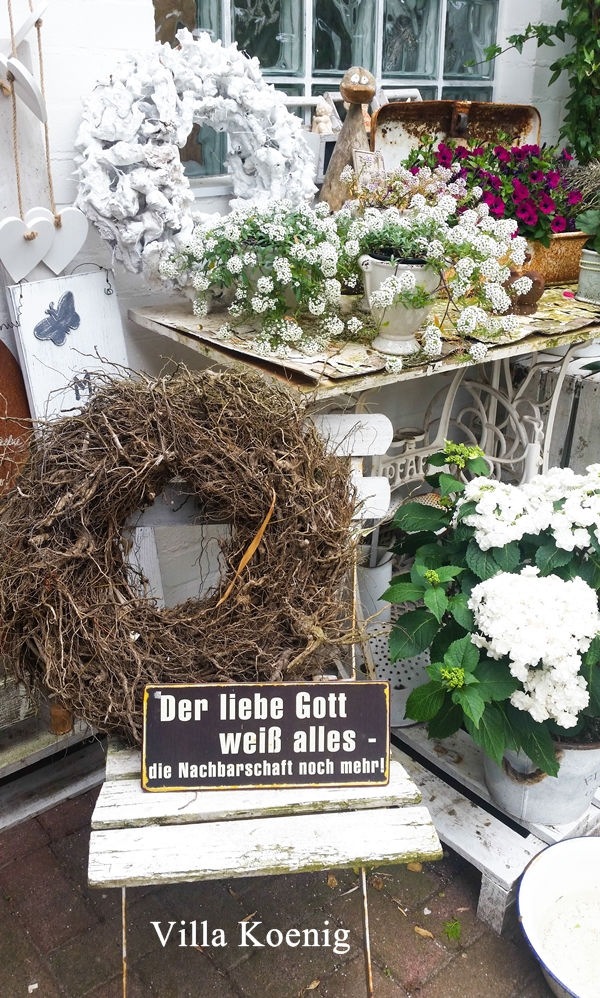 Der liebe Gott
weiß alles -
die Nachbarschaft noch mehr!
Villa Koenig